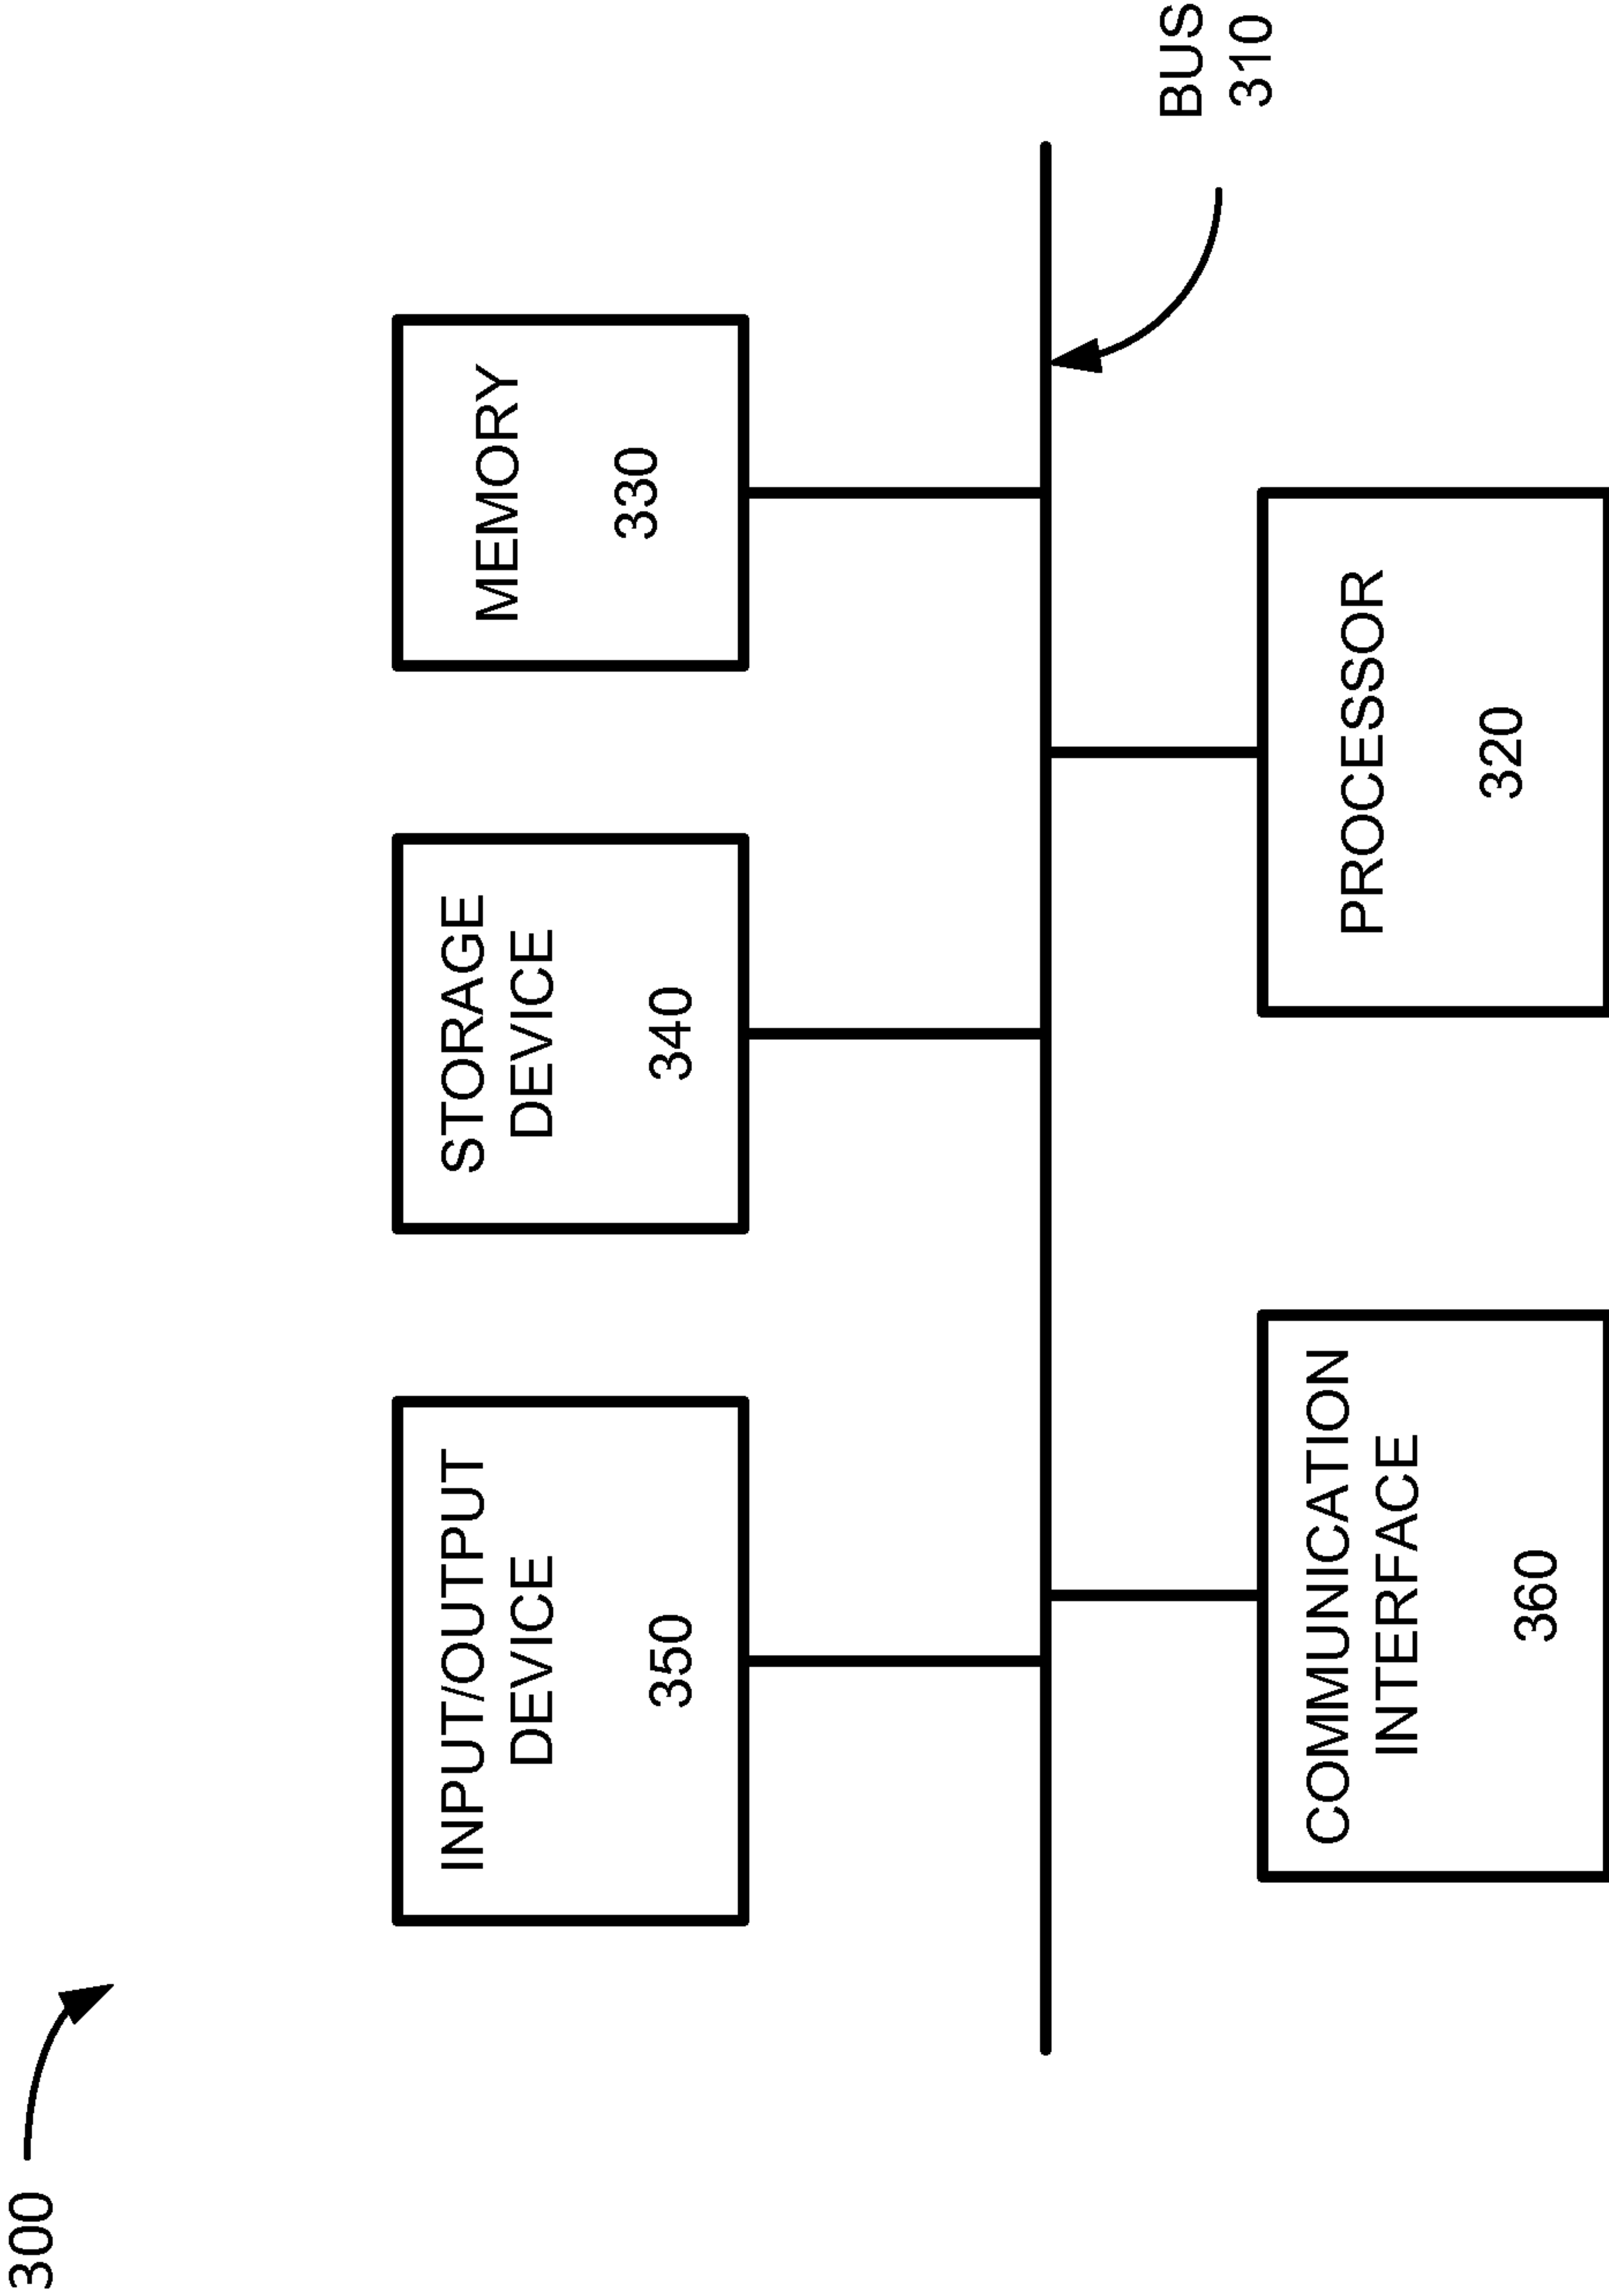 300
INPUT/OUTPUT
DEVICE
350
STORAGE
DEVICE
340
MEMORY
330
BUS
310
COMMUNICATION
INTERFACE
360
PROCESSOR
320